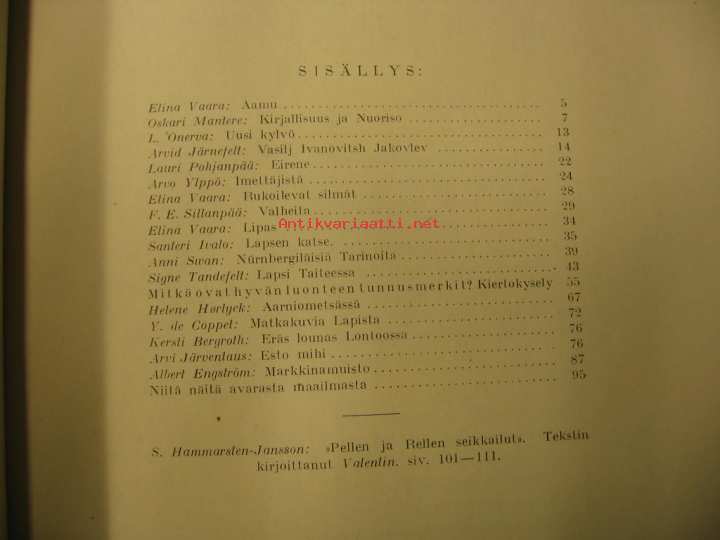 SISÄLLYS:
Elina Vaara: Aamu 5
Oskari Mantere: Kirjallisuus ja Nuoriso 7
L. Onerva: Uusi kylvö 13
Arvid Järnefelt: Vasilj Ivanovitsh Jakovlev 14
Lauri Pohjanpää: Eirene 22
Arvo Ylppö: Imettäjistä 24
Elina Vaara: Rukoilevat silmät 28
F. E. Sillanpää: Valheita 29
Antikvariaatti.net
Elina Vaara: Lipas 34
Santeri Ivalo: Lapsen katse. 35
Anni Swan: Nürnbergiläisiä Tarinoita 39
Signe Tandefelt: Lapsi Taiteessa 43
Mitkä ovat hyvän luonteen tunnusmerkit? Kiertokysely 55
Helene Hørlyck: Aarniometsässä 67
Y. de Coppet: Matkakuvia Lapista 72
Kersti Bergroth: Eräs lounas Lontoossa 76
Arvi Järventaus: Esto mihi 76
Albert Engström: Markkinamuisto 87
Niitä näitä avarasta maailmasta 95
S. Hammarsten-Jansson: »Pellen ja Rellen seikkailut». Tekstin
kirjoittanut Valentin. siv. 101—111.